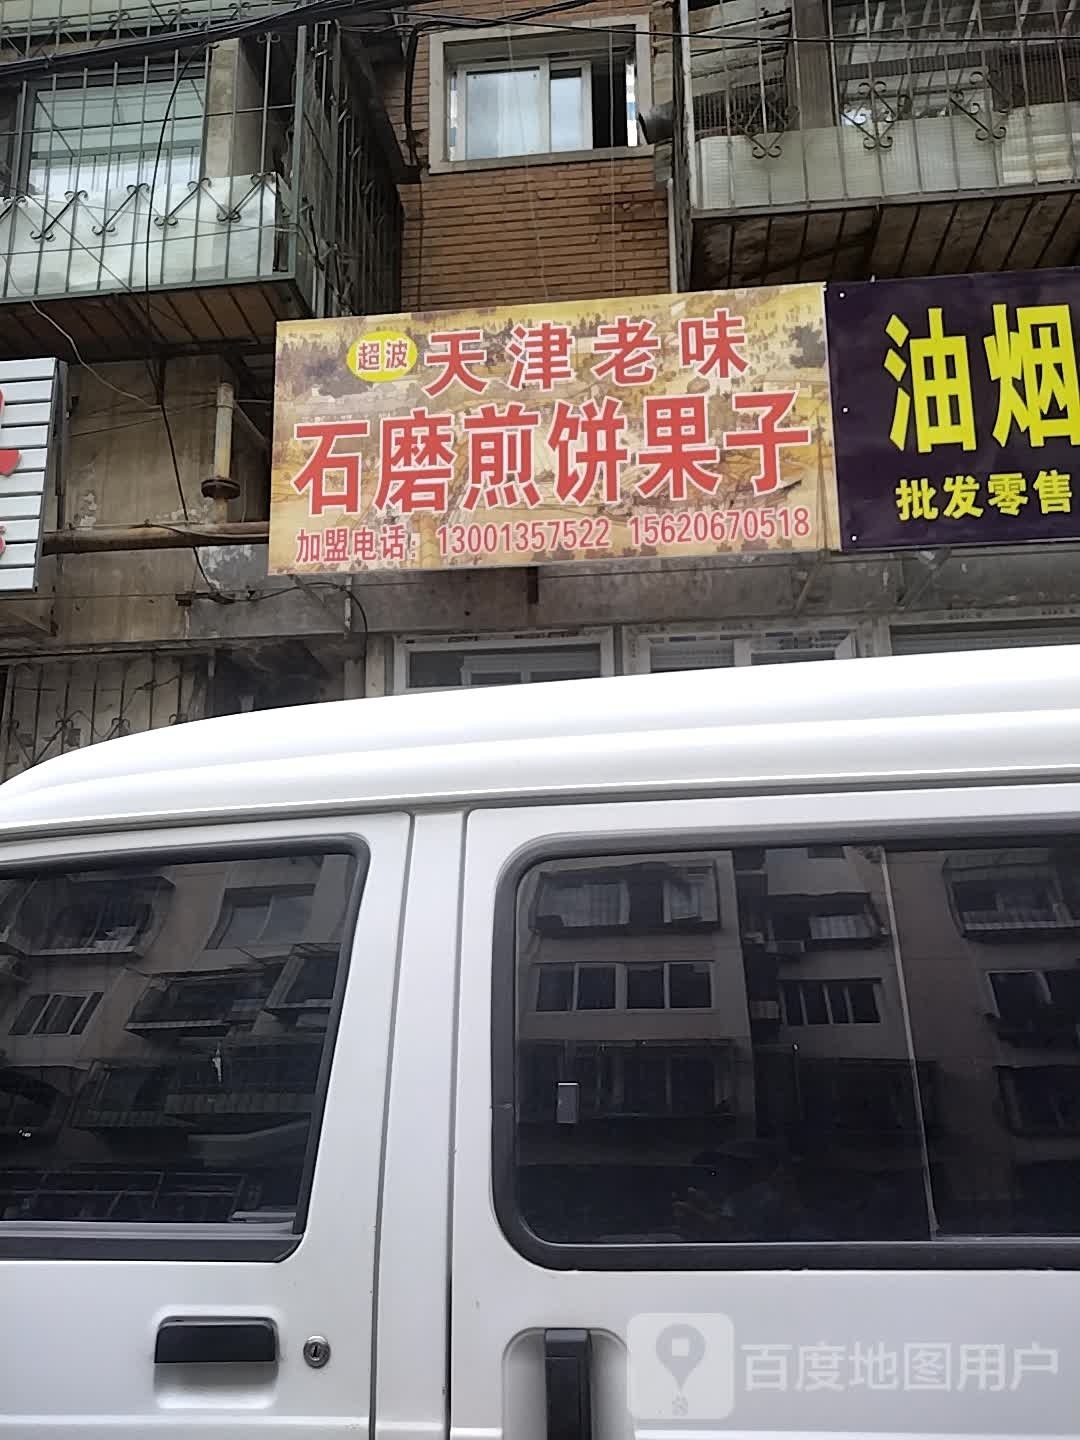 超波 天津老味
石磨煎饼果子
加盟电话：13001357522 15620670518
油烟
批发零售
百度地图用户